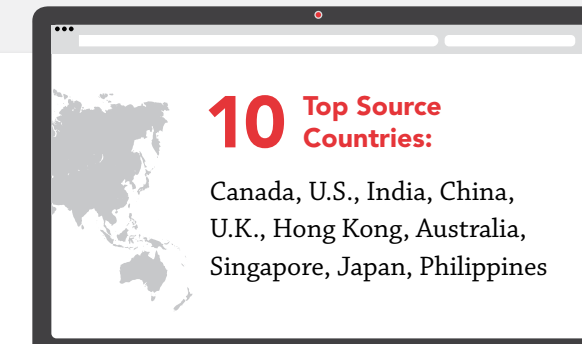 10 Top Source
Countries:
Canada, U.S., India, China,
U.K., Hong Kong, Australia,
Singapore, Japan, Philippines